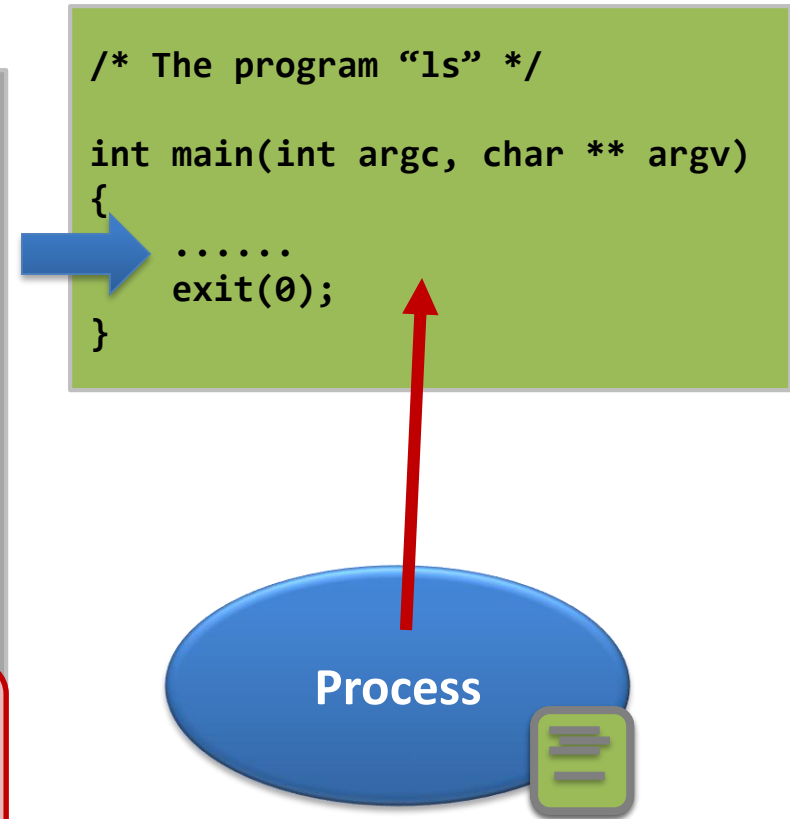 /* The program “ls” */
int main(int argc, char ** argv)
{
......
exit(0);
}
Process